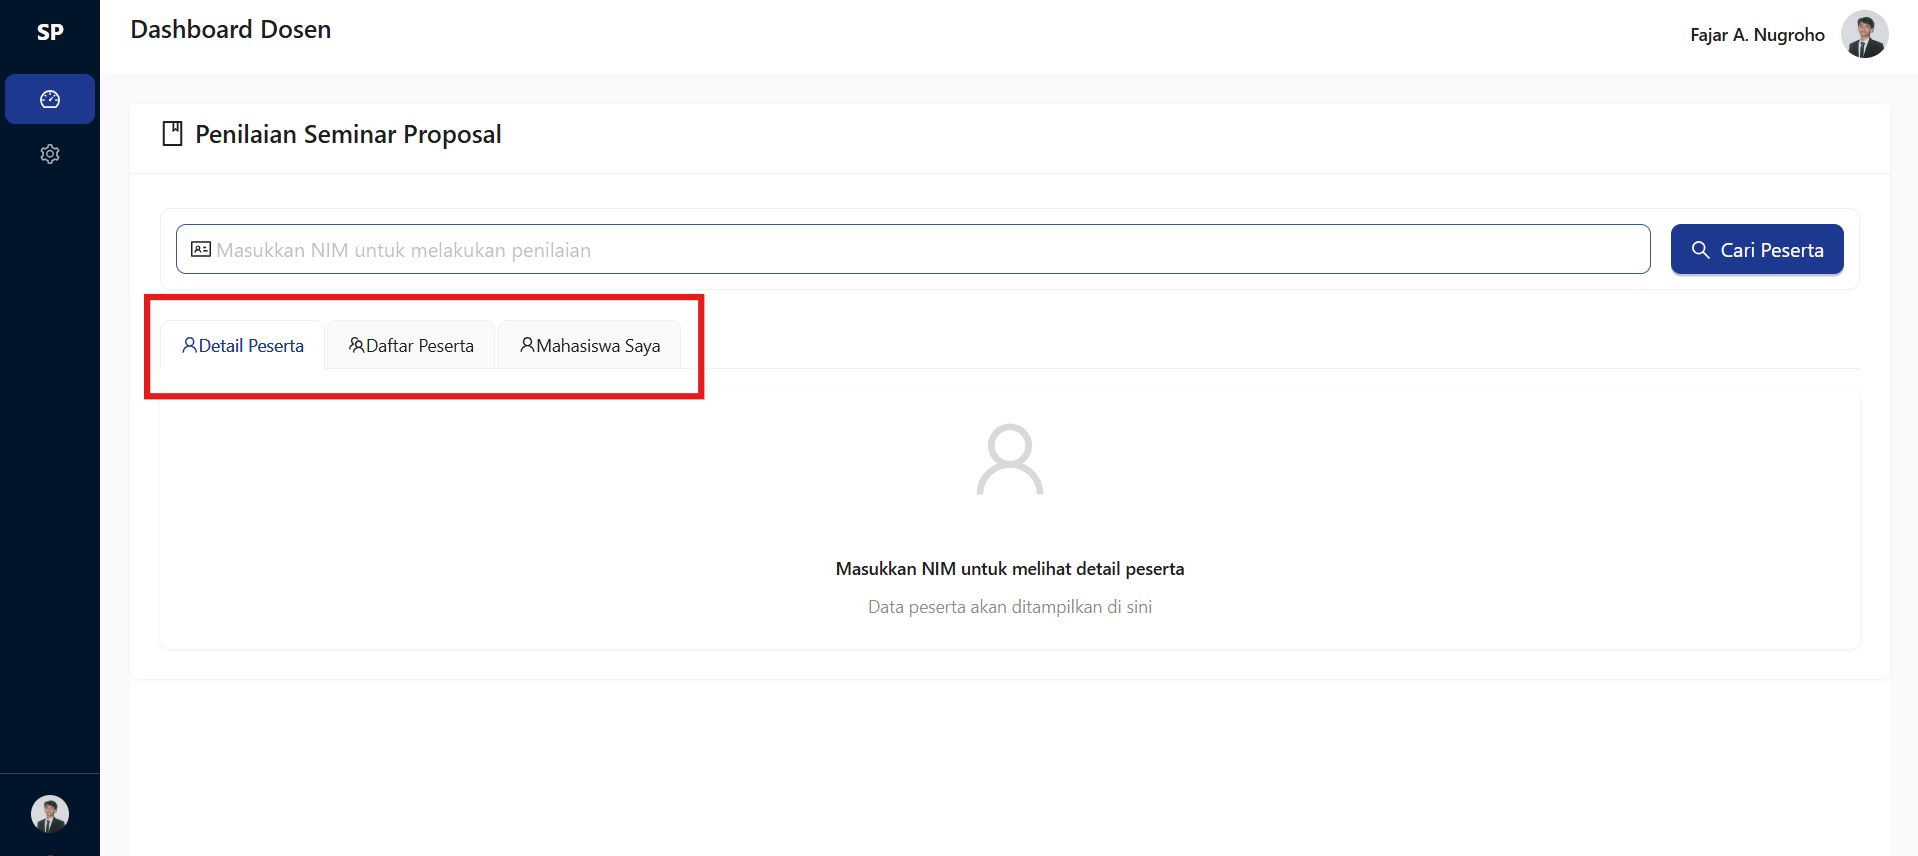 SP
Dashboard Dosen
Fajar A. Nugroho
Penilaian Seminar Proposal
Masukkan NIM untuk melakukan penilaian
Cari Peserta
Detail Peserta
Daftar Peserta
Mahasiswa Saya
Masukkan NIM untuk melihat detail peserta
Data peserta akan ditampilkan di sini